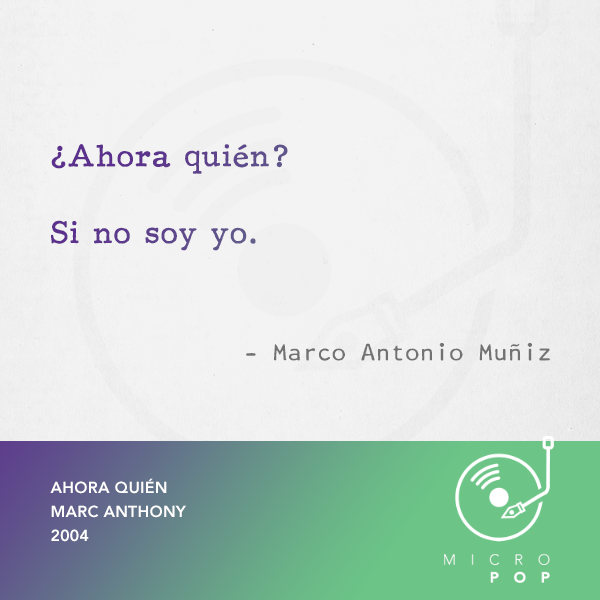 ¿Ahora quién?
Si no soy yo.
- Marco Antonio Muñiz
AHORA QUIÉN
MARC ANTHONY
2004
MICRO
POP